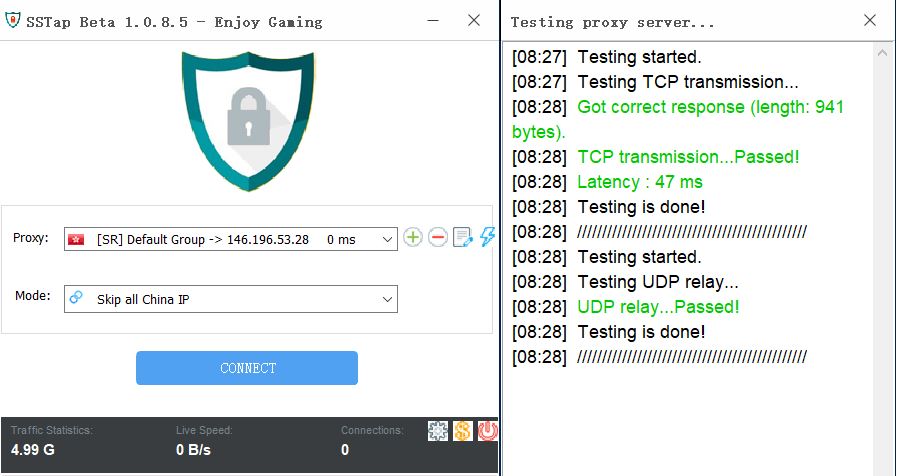 SSTap Beta 1.0.8.5 - Enjoy Gaming
Proxy: [SR] Default Group -> 146.196.53.28 0 ms
Mode: Skip all China IP
CONNECT
Traffic Statistics: Live Speed: Connections:
4.99 G 0 B/s 0
Testing proxy server...
[08:27] Testing started.
[08:27] Testing TCP transmission...
[08:28] Got correct response (length: 941
bytes).
[08:28] TCP transmission...Passed!
[08:28] Latency : 47 ms
[08:28] Testing is done!
[08:28] //////////////////////////////////////////////
[08:28] Testing started.
[08:28] Testing UDP relay...
[08:28] UDP relay...Passed!
[08:28] Testing is done!
[08:28] //////////////////////////////////////////////